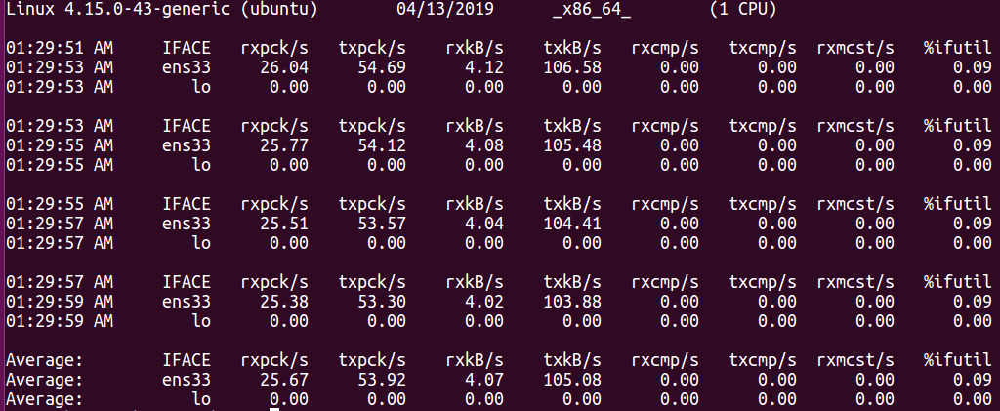 Linux 4.15.0-43-generic (ubuntu) 04/13/2019 _x86_64_ (1 CPU)
01:29:51 AM IFACE rxpck/s txpck/s rxkB/s txkB/s rxcmp/s txcmp/s rxmcst/s %ifutil
01:29:53 AM ens33 26.04 54.69 4.12 106.58 0.00 0.00 0.00 0.09
01:29:53 AM lo 0.00 0.00 0.00 0.00 0.00 0.00 0.00 0.00
01:29:53 AM IFACE rxpck/s txpck/s rxkB/s txkB/s rxcmp/s txcmp/s rxmcst/s %ifutil
01:29:55 AM ens33 25.77 54.12 4.08 105.48 0.00 0.00 0.00 0.09
01:29:55 AM lo 0.00 0.00 0.00 0.00 0.00 0.00 0.00 0.00
01:29:55 AM IFACE rxpck/s txpck/s rxkB/s txkB/s rxcmp/s txcmp/s rxmcst/s %ifutil
01:29:57 AM ens33 25.51 53.57 4.04 104.41 0.00 0.00 0.00 0.09
01:29:57 AM lo 0.00 0.00 0.00 0.00 0.00 0.00 0.00 0.00
01:29:57 AM IFACE rxpck/s txpck/s rxkB/s txkB/s rxcmp/s txcmp/s rxmcst/s %ifutil
01:29:59 AM ens33 25.38 53.30 4.02 103.88 0.00 0.00 0.00 0.09
01:29:59 AM lo 0.00 0.00 0.00 0.00 0.00 0.00 0.00 0.00
Average: IFACE rxpck/s txpck/s rxkB/s txkB/s rxcmp/s txcmp/s rxmcst/s %ifutil
Average: ens33 25.67 53.92 4.07 105.08 0.00 0.00 0.00 0.09
Average: lo 0.00 0.00 0.00 0.00 0.00 0.00 0.00 0.00